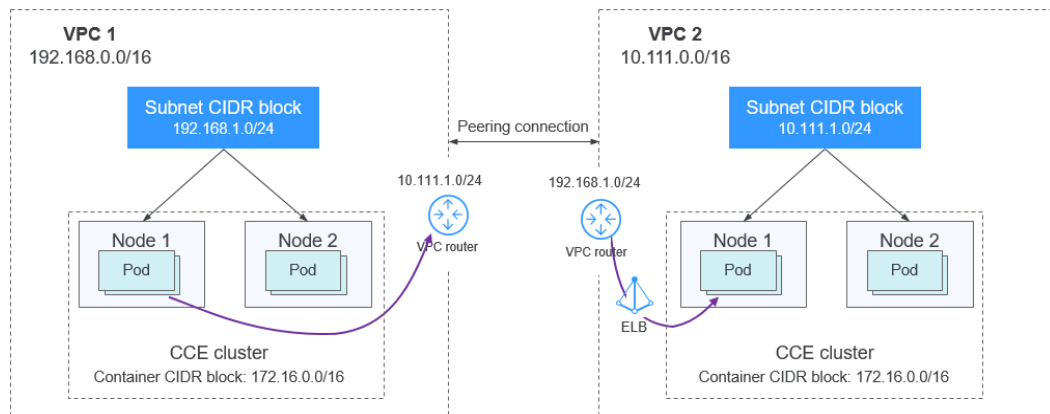 VPC 1
192.168.0.0/16
Subnet CIDR block
192.168.1.0/24
10.111.1.0/24
VPC router
Node 1
Pod
Node 2
Pod
CCE cluster
Container CIDR block: 172.16.0.0/16
Peering connection
VPC 2
10.111.0.0/16
Subnet CIDR block
10.111.1.0/24
192.168.1.0/24
VPC router
ELB
Node 1
Pod
Node 2
Pod
CCE cluster
Container CIDR block: 172.16.0.0/16